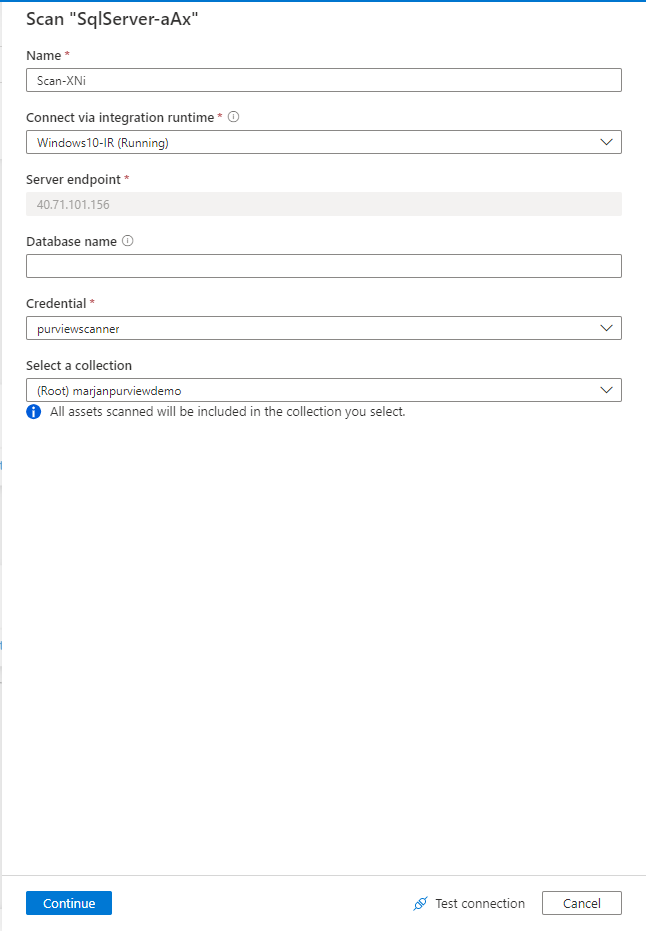 Scan "SqlServer-aAx"
Name *
Scan-XNi
Connect via integration runtime *
Windows10-IR (Running)
Server endpoint *
40.71.101.156
Database name
Credential *
purviewscanner
Select a collection
(Root) marjanpurviewdemo
All assets scanned will be included in the collection you select.
Continue
Test connection
Cancel